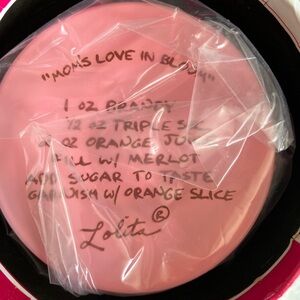 "MOM'S LOVE IN BLOOM"
1 OZ BRANDY
1/2 OZ TRIPLE SEC
OZ ORANGE
FILL W/ MERLOT
ADD SUGAR TO TASTE
GARNISH W/ ORANGE SLICE
Lolita ®